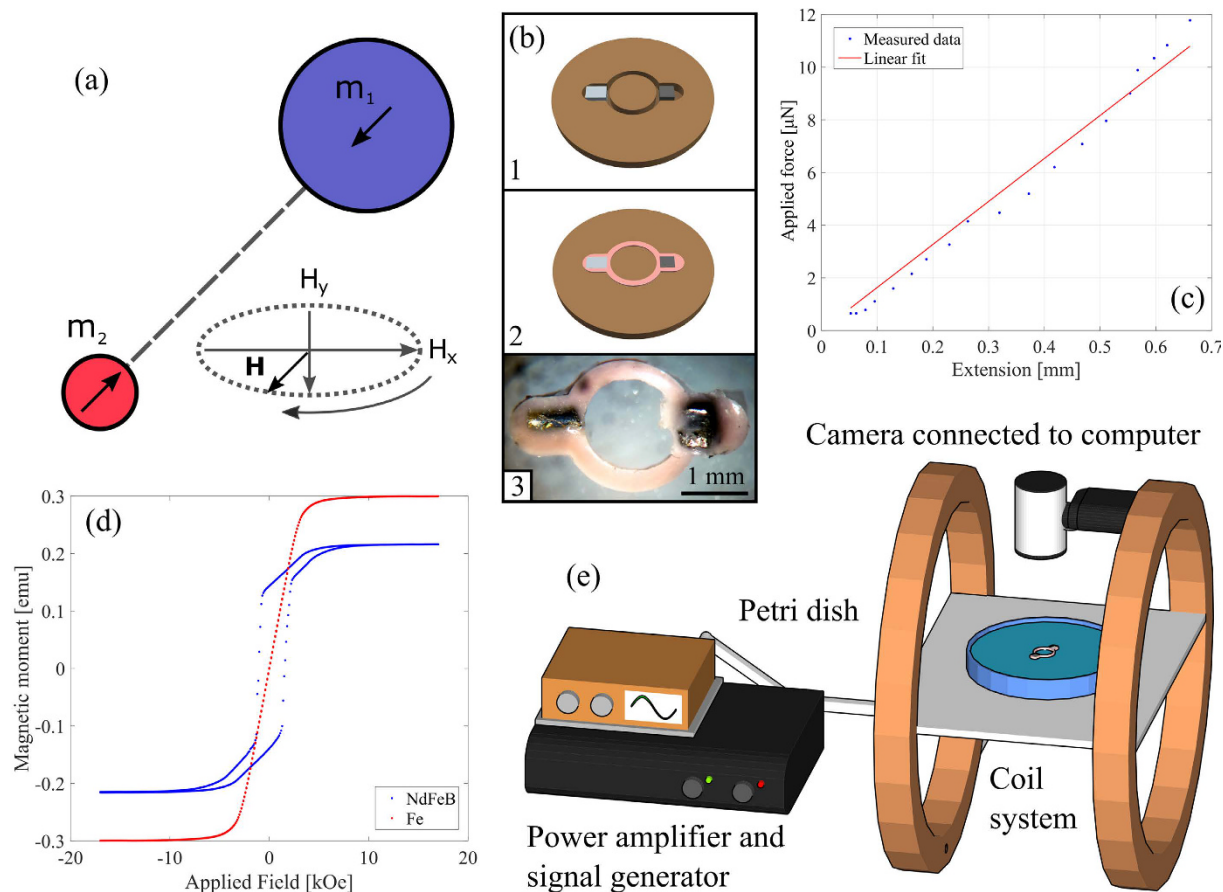 (a)
m1
m2
Hy
H
Hx
(b)
1
2
3
1 mm
12
10
8
6
4
2
0
Applied force [µN]
Measured data
Linear fit
(c)
0
0.1
0.2
0.3
0.4
0.5
0.6
0.7
Extension [mm]
0.3
0.2
0.1
0
-0.1
-0.2
-0.3
Magnetic moment [emu]
(d)
NdFeB
Fe
-20
-10
0
10
20
Applied Field [kOe]
(e)
Camera connected to computer
Petri dish
Coil
system
Power amplifier and
signal generator